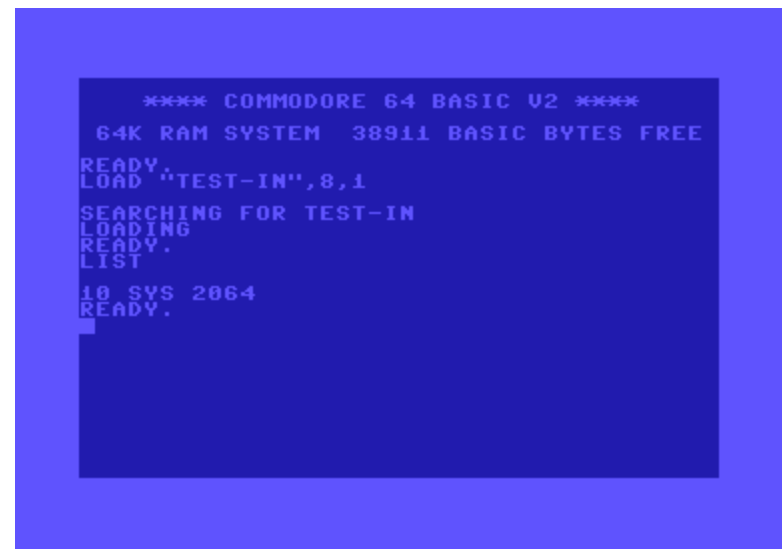 **** COMMODORE 64 BASIC V2 ****
64K RAM SYSTEM  38911 BASIC BYTES FREE
READY.
LOAD "TEST-IN",8,1
SEARCHING FOR TEST-IN
LOADING
READY.
LIST
10 SYS 2064
READY.